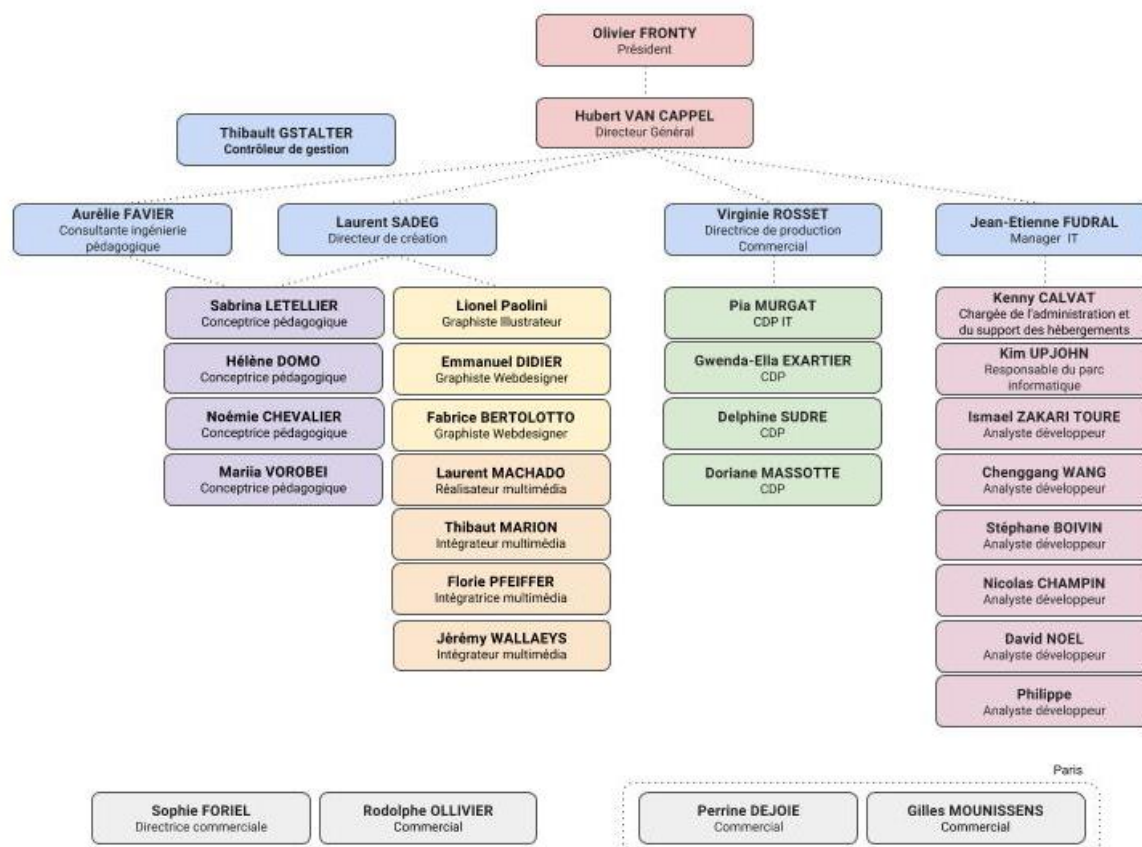 Olivier FRONTY
Président
Hubert VAN CAPPEL
Directeur Général
Thibault GSTALTER
Contrôleur de gestion
Aurélie FAVIER
Consultante ingénierie
pédagogique
Laurent SADEG
Directeur de création
Virginie ROSSET
Directrice de production
Commercial
Jean-Etienne FUDRAL
Manager IT
Sabrina LETELLIER
Conceptrice pédagogique
Hélène DOMO
Conceptrice pédagogique
Noémie CHEVALIER
Conceptrice pédagogique
Mariia VOROBEI
Conceptrice pédagogique
Lionel Paolini
Graphiste Illustrateur
Emmanuel DIDIER
Graphiste Webdesigner
Fabrice BERTOLOTTO
Graphiste Webdesigner
Laurent MACHADO
Réalisateur multimédia
Thibaut MARION
Intégrateur multimédia
Florie PFEIFFER
Intégratrice multimédia
Jèrémy WALLAEYS
Intégrateur multimédia
Pia MURGAT
CDP IT
Gwenda-Ella EXARTIER
CDP
Delphine SUDRE
CDP
Doriane MASSOTTE
CDP
Kenny CALVAT
Chargée de l'administration et
du support des hébergements
Kim UPJOHN
Responsable du parc
informatique
Ismael ZAKARI TOURE
Analyste développeur
Chenggang WANG
Analyste développeur
Stéphane BOIVIN
Analyste développeur
Nicolas CHAMPIN
Analyste développeur
David NOEL
Analyste développeur
Philippe
Analyste développeur
Sophie FORIEL
Directrice commerciale
Rodolphe OLLIVIER
Commercial
Paris
Perrine DEJOIE
Commercial
Gilles MOUNISSENS
Commercial